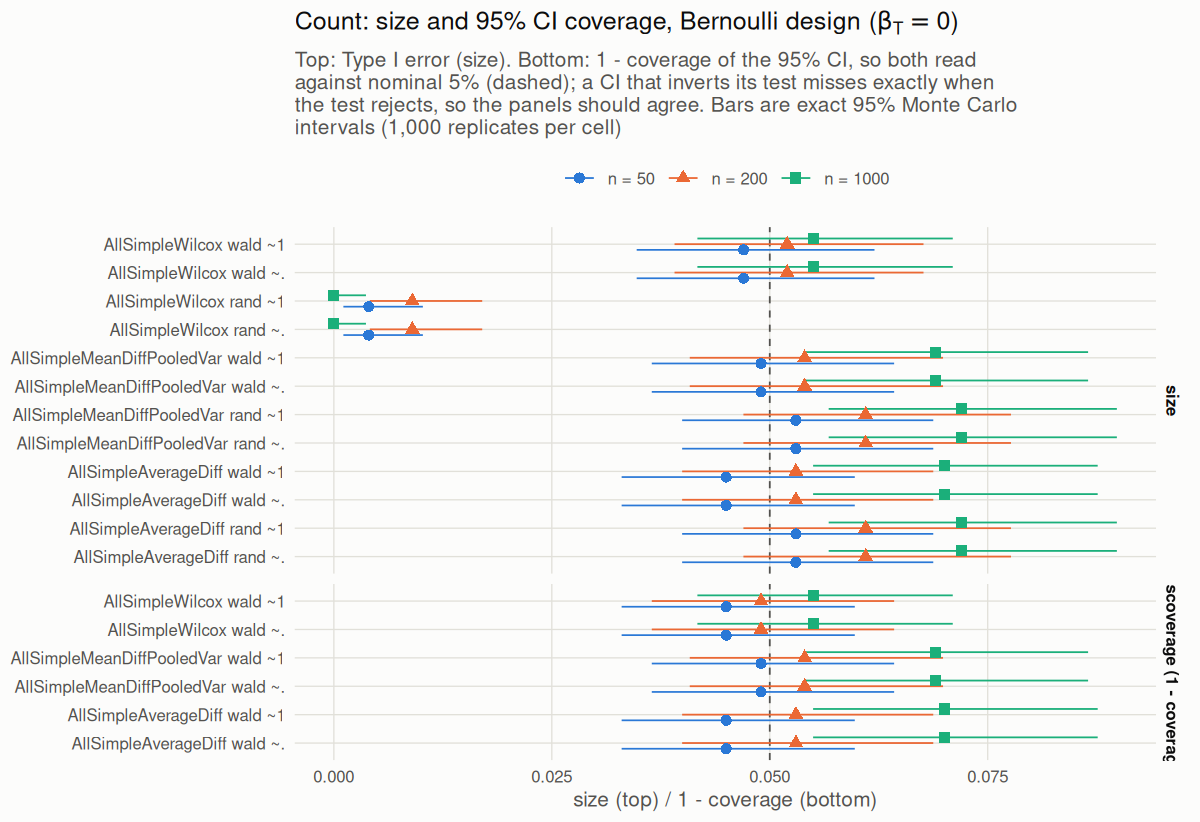 Count: size and 95% CI coverage, Bernoulli design (βT = 0)
Top: Type I error (size). Bottom: 1 - coverage of the 95% CI, so both read
against nominal 5% (dashed); a CI that inverts its test misses exactly when
the test rejects, so the panels should agree. Bars are exact 95% Monte Carlo
intervals (1,000 replicates per cell)
n = 50 n = 200 n = 1000
AllSimpleWilcox wald ~1
AllSimpleWilcox wald ~.
AllSimpleWilcox rand ~1
AllSimpleWilcox rand ~.
AllSimpleMeanDiffPooledVar wald ~1
AllSimpleMeanDiffPooledVar wald ~.
AllSimpleMeanDiffPooledVar rand ~1
AllSimpleMeanDiffPooledVar rand ~.
AllSimpleAverageDiff wald ~1
AllSimpleAverageDiff wald ~.
AllSimpleAverageDiff rand ~1
AllSimpleAverageDiff rand ~.
size
AllSimpleWilcox wald ~1
AllSimpleWilcox wald ~.
AllSimpleMeanDiffPooledVar wald ~1
AllSimpleMeanDiffPooledVar wald ~.
AllSimpleAverageDiff wald ~1
AllSimpleAverageDiff wald ~.
scoverage (1 - coverag
0.000 0.025 0.050 0.075
size (top) / 1 - coverage (bottom)